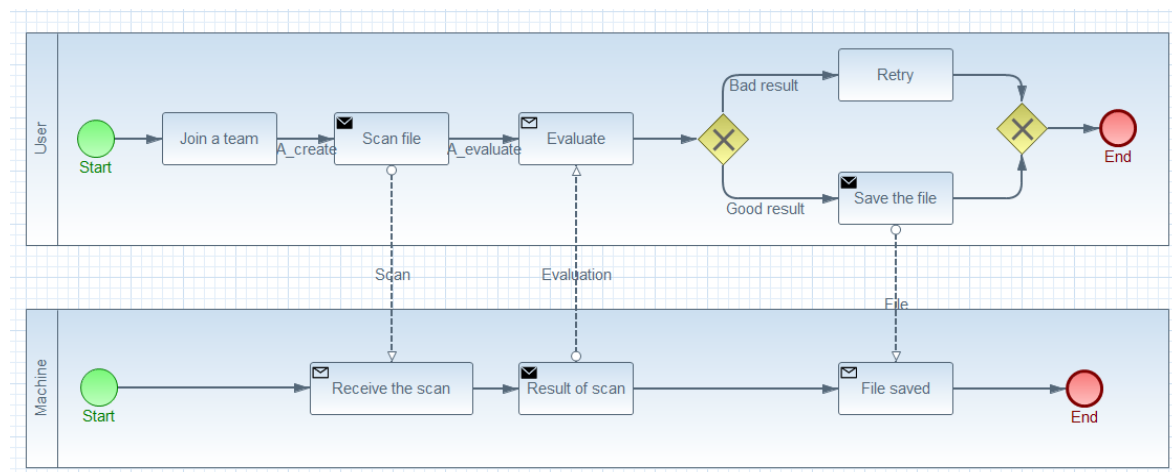 User
Start
Join a team
A_create
Scan file
A_evaluate
Evaluate
Bad result
Good result
Retry
Save the file
End
Scan
Evaluation
File
Machine
Start
Receive the scan
Result of scan
File saved
End